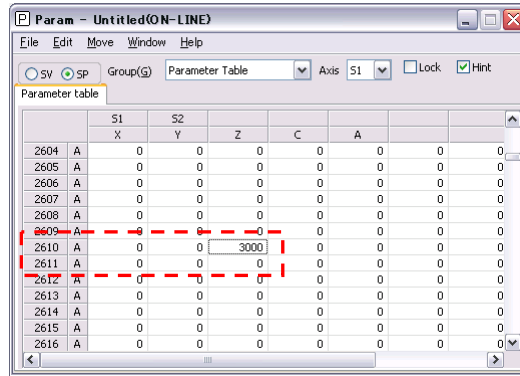 P Param - Untitled(ON-LINE)
File Edit Move Window Help
SV SP Group(G) Parameter Table Axis S1 Lock Hint
Parameter table
S1 S2
X Y Z C A
2604 A 0 0 0 0 0 0 0
2605 A 0 0 0 0 0 0 0
2606 A 0 0 0 0 0 0 0
2607 A 0 0 0 0 0 0 0
2608 A 0 0 0 0 0 0 0
2609 A 0 0 0 0 0 0 0
2610 A 0 0 3000 0 0 0 0
2611 A 0 0 0 0 0 0 0
2612 A 0 0 0 0 0 0 0
2613 A 0 0 0 0 0 0 0
2614 A 0 0 0 0 0 0 0
2615 A 0 0 0 0 0 0 0
2616 A 0 0 0 0 0 0 0